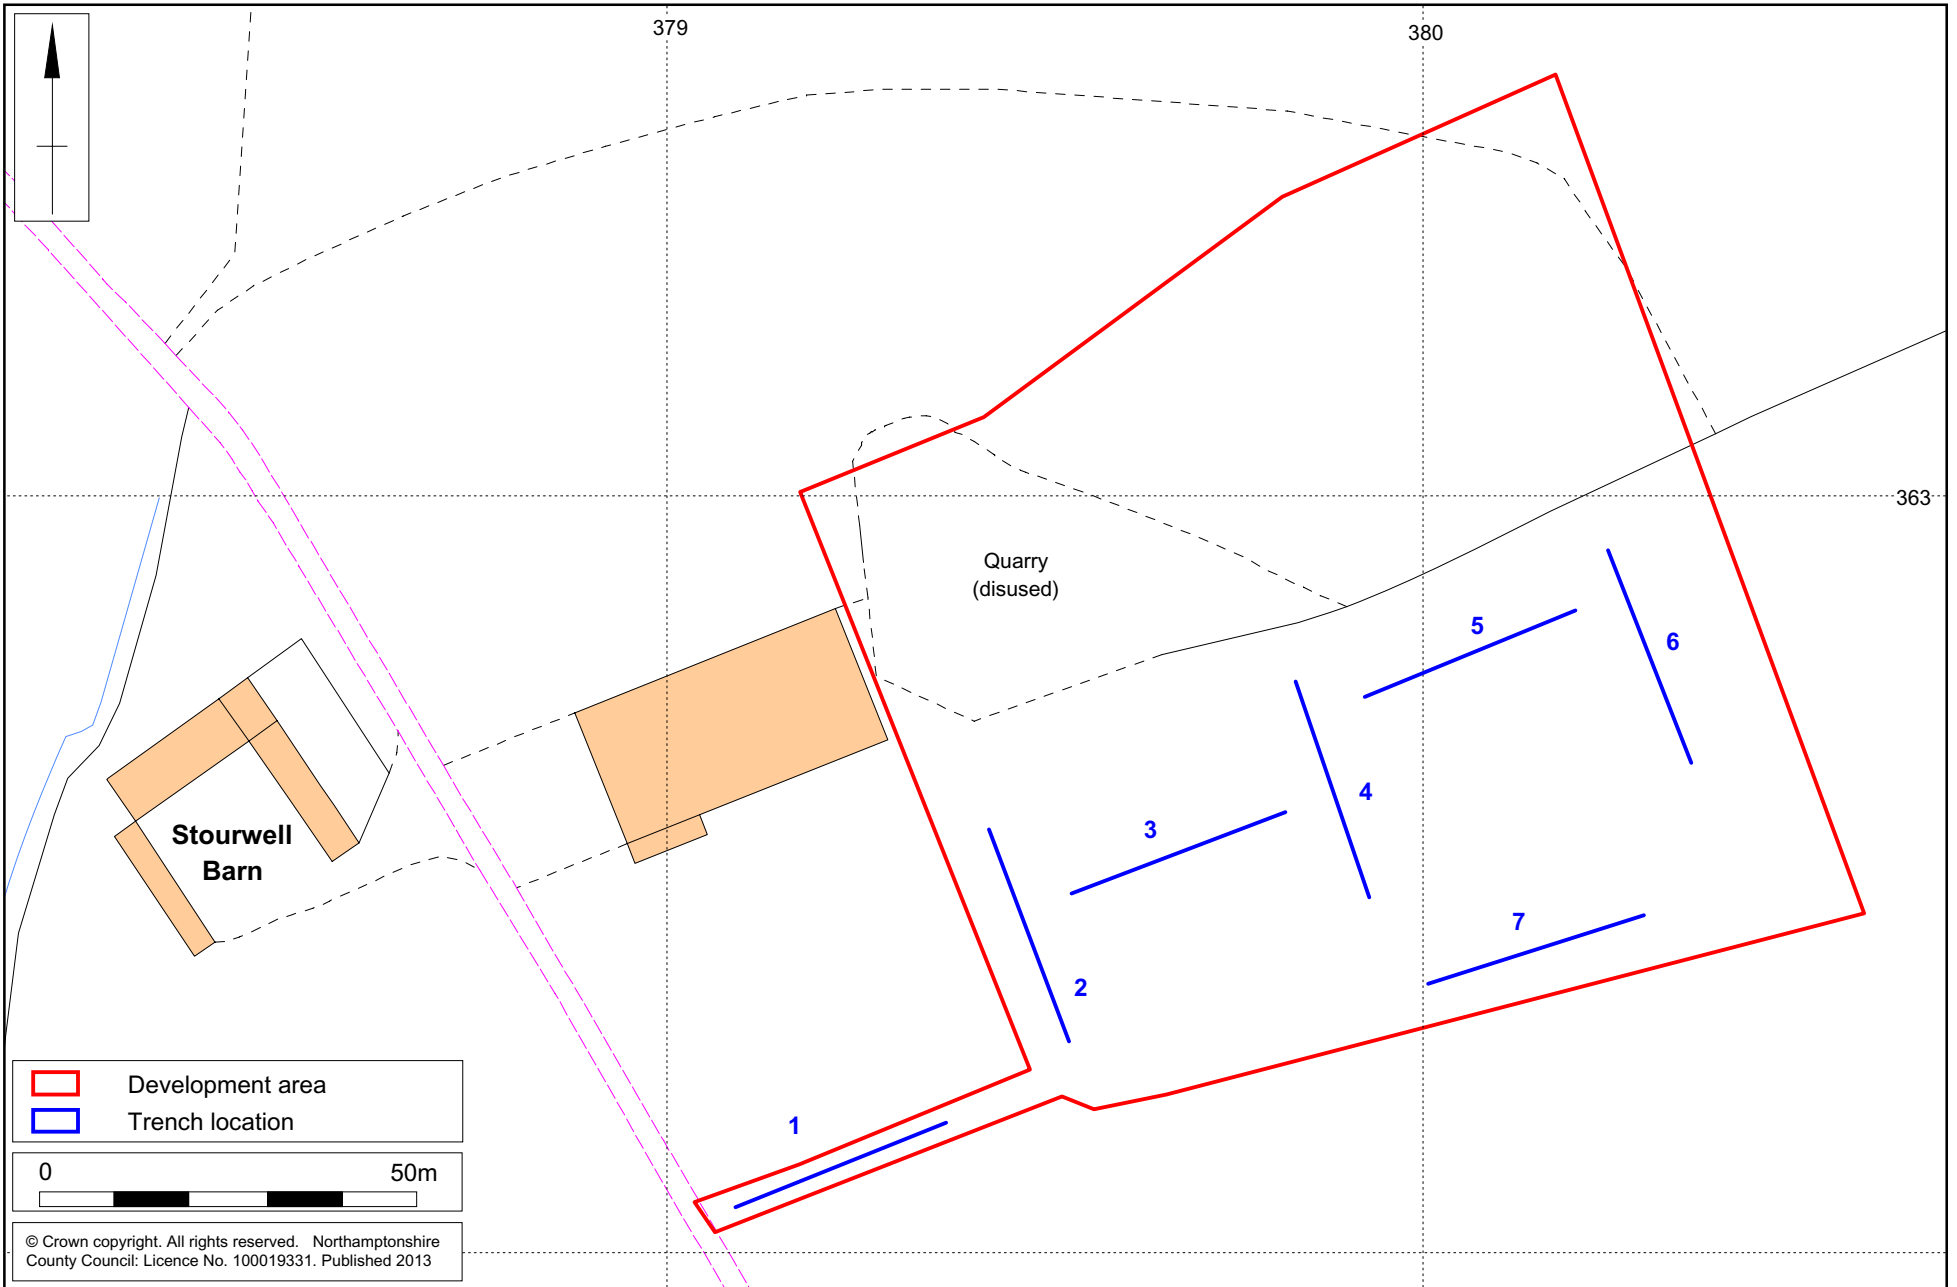 379
380
363
Quarry
(disused)
5
6
4
3
7
2
1
Stourwell
Barn
Development area
Trench location
0 50m
© Crown copyright. All rights reserved. Northamptonshire
County Council: Licence No. 100019331. Published 2013